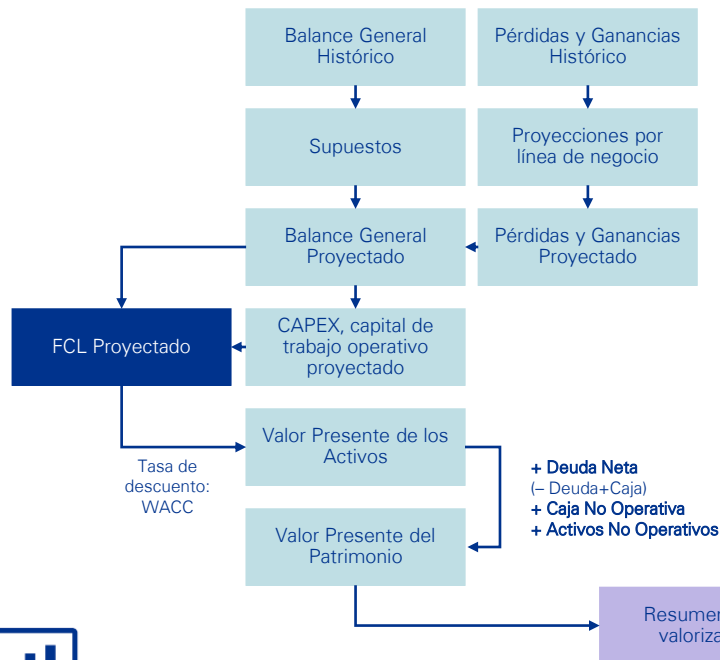 Balance General
Histórico
Pérdidas y Ganancias
Histórico
Supuestos
Proyecciones por
línea de negocio
Balance General
Proyectado
Pérdidas y Ganancias
Proyectado
FCL Proyectado
CAPEX, capital de
trabajo operativo
proyectado
Valor Presente de los
Activos
Tasa de
descuento:
WACC
+ Deuda Neta
(– Deuda+Caja)
+ Caja No Operativa
+ Activos No Operativos
Valor Presente del
Patrimonio